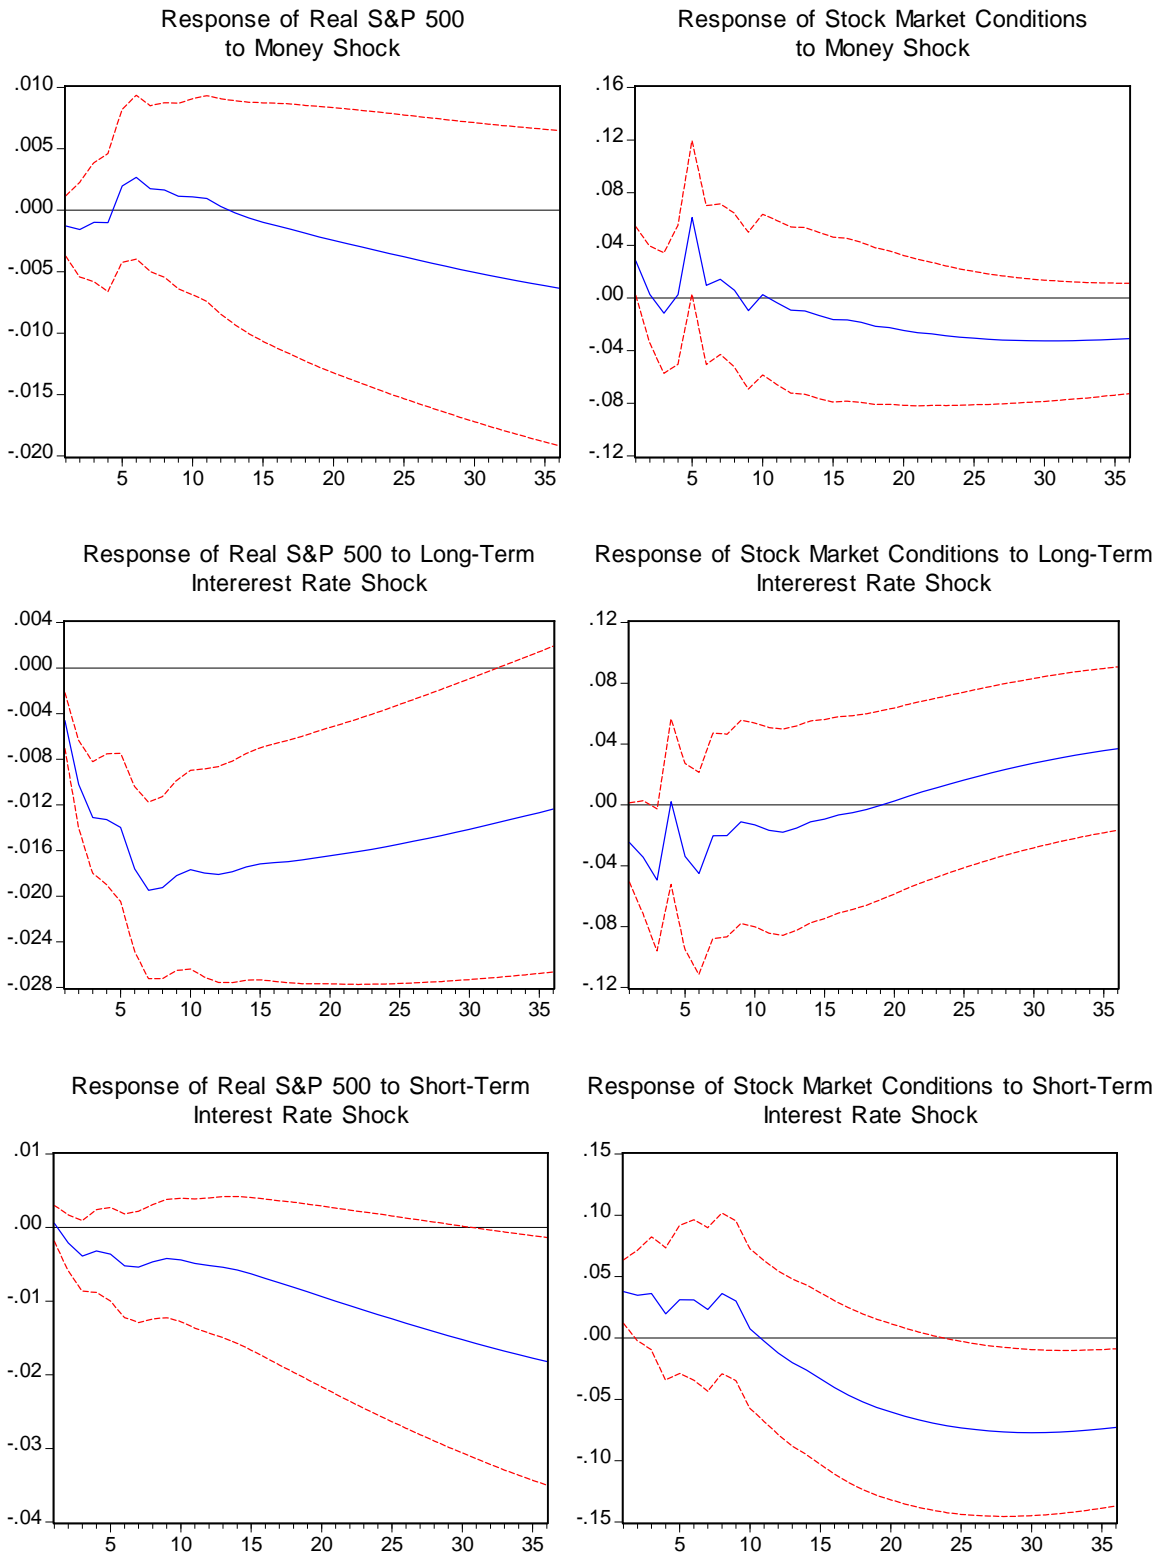 Response of Real S&P 500
to Money Shock
.010
.005
.000
-.005
-.010
-.015
-.020
5 10 15 20 25 30 35
Response of Stock Market Conditions
to Money Shock
.16
.12
.08
.04
.00
-.04
-.08
-.12
5 10 15 20 25 30 35
Response of Real S&P 500 to Long-Term
Intererest Rate Shock
.004
.000
-.004
-.008
-.012
-.016
-.020
-.024
-.028
5 10 15 20 25 30 35
Response of Stock Market Conditions to Long-Term
Intererest Rate Shock
.12
.08
.04
.00
-.04
-.08
-.12
5 10 15 20 25 30 35
Response of Real S&P 500 to Short-Term
Interest Rate Shock
.01
.00
-.01
-.02
-.03
-.04
5 10 15 20 25 30 35
Response of Stock Market Conditions to Short-Term
Interest Rate Shock
.15
.10
.05
.00
-.05
-.10
-.15
5 10 15 20 25 30 35